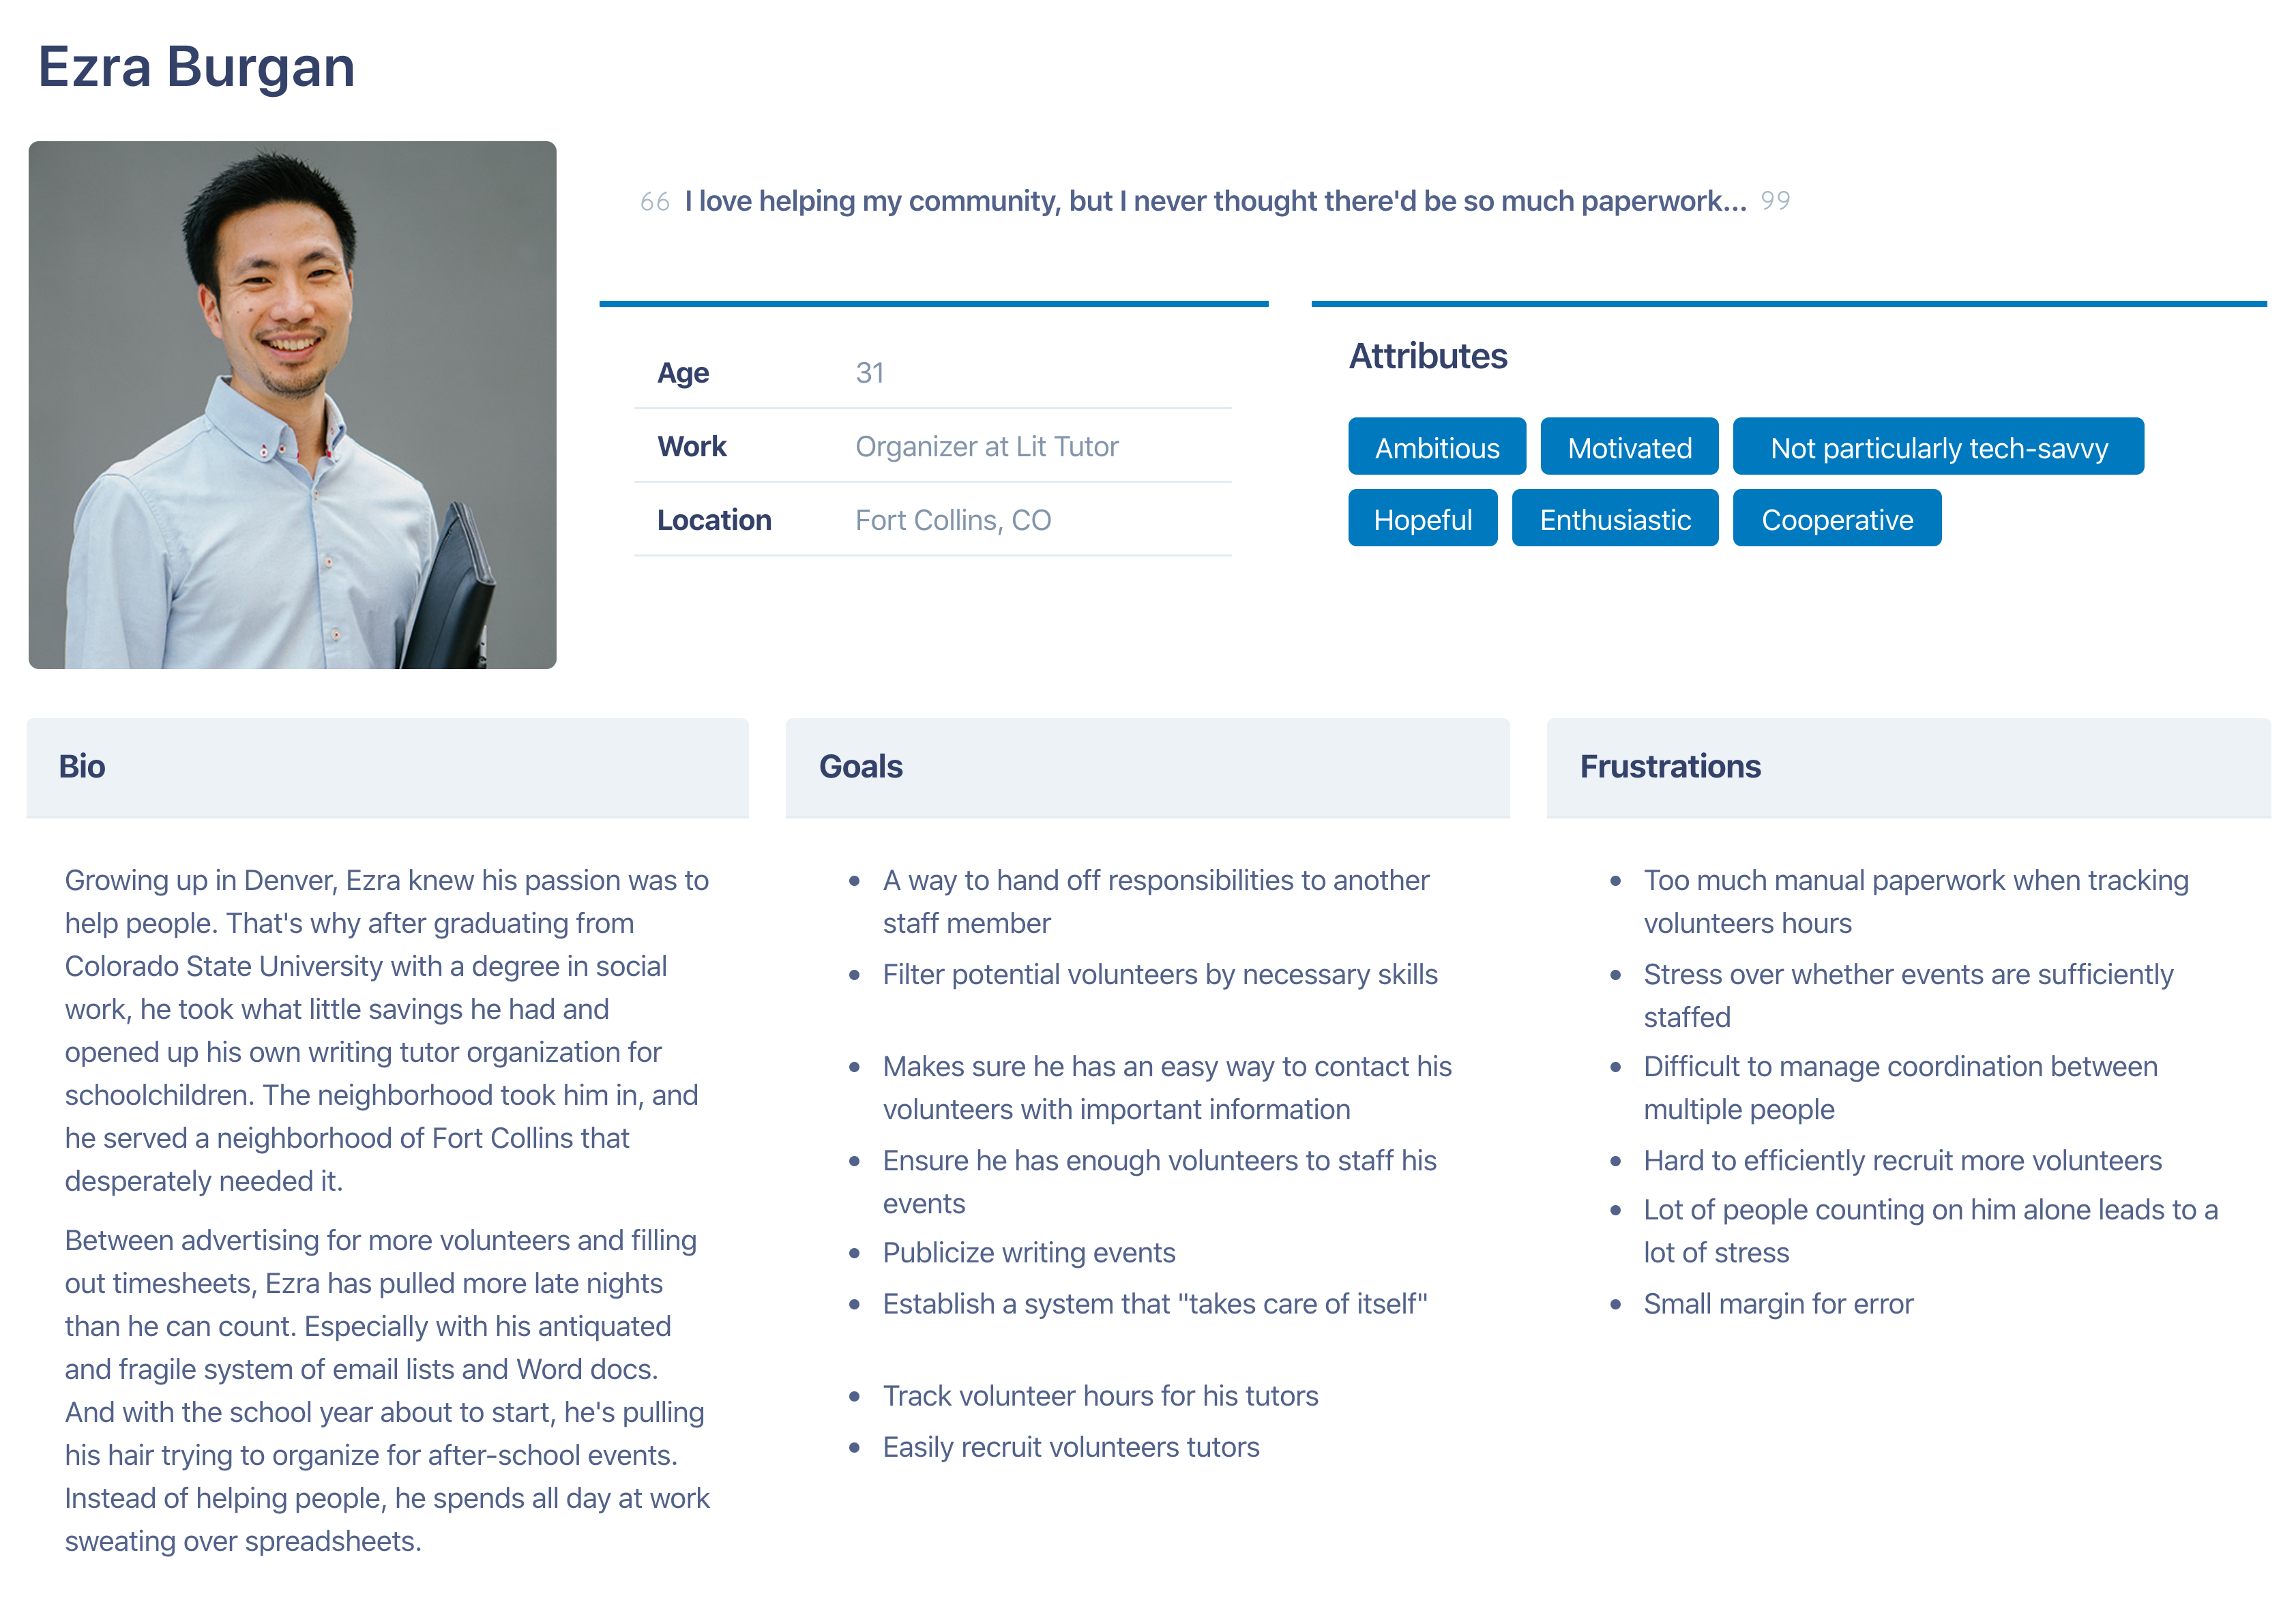 Ezra Burgan
66 I love helping my community, but I never thought there'd be so much paperwork... 99
Age 31
Work Organizer at Lit Tutor
Location Fort Collins, CO
Attributes
Ambitious Motivated Not particularly tech-savvy
Hopeful Enthusiastic Cooperative
Bio
Growing up in Denver, Ezra knew his passion was to
help people. That's why after graduating from
Colorado State University with a degree in social
work, he took what little savings he had and
opened up his own writing tutor organization for
schoolchildren. The neighborhood took him in, and
he served a neighborhood of Fort Collins that
desperately needed it.
Between advertising for more volunteers and filling
out timesheets, Ezra has pulled more late nights
than he can count. Especially with his antiquated
and fragile system of email lists and Word docs.
And with the school year about to start, he's pulling
his hair trying to organize for after-school events.
Instead of helping people, he spends all day at work
sweating over spreadsheets.
Goals
• A way to hand off responsibilities to another
staff member
• Filter potential volunteers by necessary skills
• Makes sure he has an easy way to contact his
volunteers with important information
• Ensure he has enough volunteers to staff his
events
• Publicize writing events
• Establish a system that "takes care of itself"
• Track volunteer hours for his tutors
• Easily recruit volunteers tutors
Frustrations
• Too much manual paperwork when tracking
volunteers hours
• Stress over whether events are sufficiently
staffed
• Difficult to manage coordination between
multiple people
• Hard to efficiently recruit more volunteers
• Lot of people counting on him alone leads to a
lot of stress
• Small margin for error